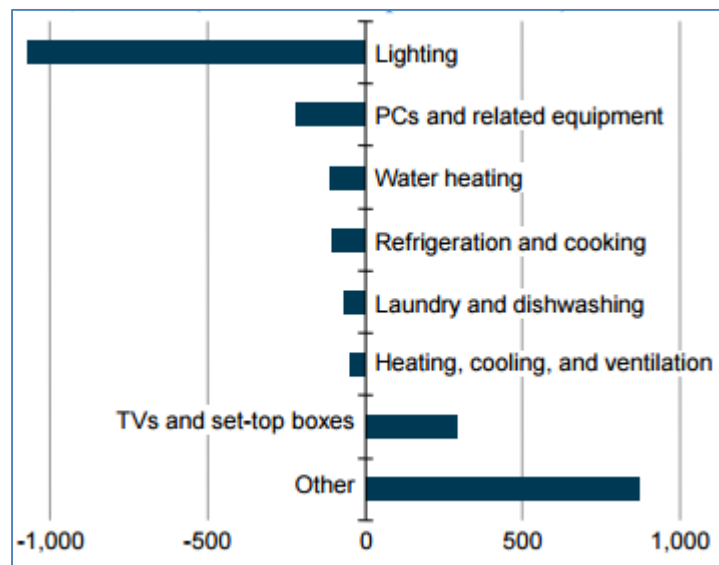 Lighting
PCs and related equipment
Water heating
Refrigeration and cooking
Laundry and dishwashing
Heating, cooling, and ventilation
TVs and set-top boxes
Other
-1,000 -500 0 500 1,000